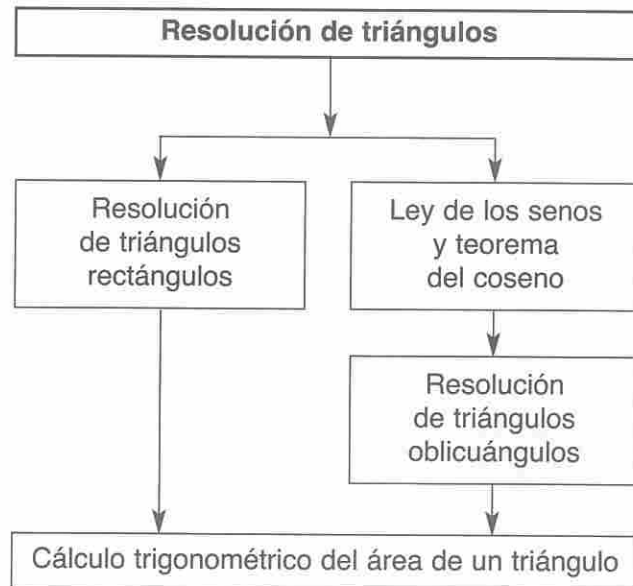 Resolución de triángulos
Resolución
de triángulos
rectángulos
Ley de los senos
y teorema
del coseno
Resolución
de triángulos
oblicuángulos
Cálculo trigonométrico del área de un triángulo